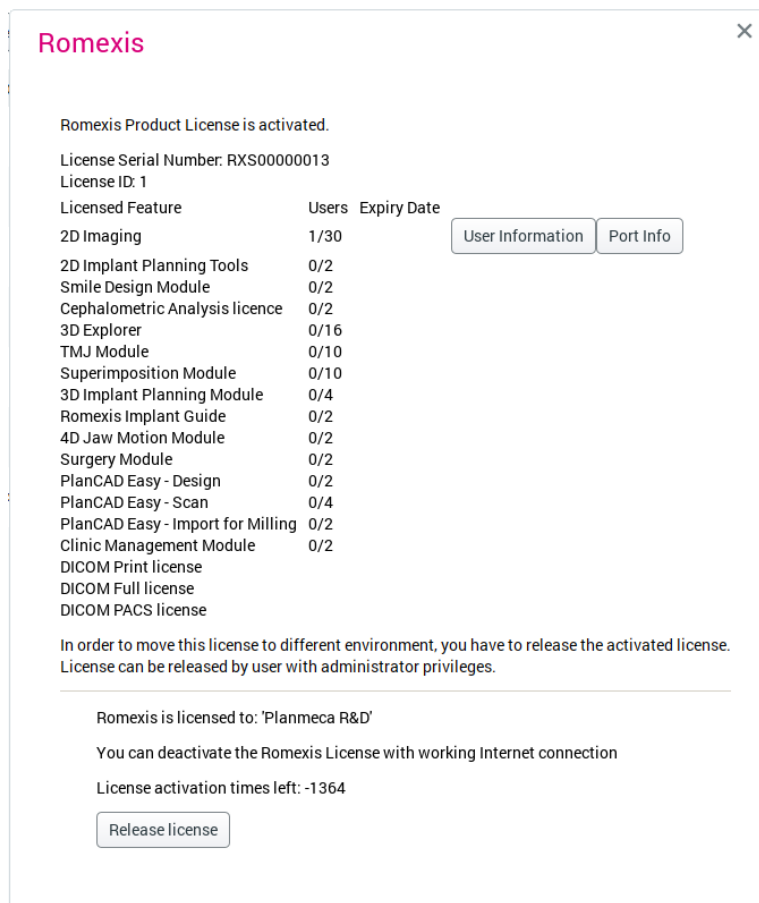 Romexis
Romexis Product License is activated.
License Serial Number: RXS00000013
License ID: 1
Licensed Feature Users Expiry Date
2D Imaging 1/30 User Information Port Info
2D Implant Planning Tools 0/2
Smile Design Module 0/2
Cephalometric Analysis licence 0/2
3D Explorer 0/16
TMJ Module 0/10
Superimposition Module 0/10
3D Implant Planning Module 0/4
Romexis Implant Guide 0/2
4D Jaw Motion Module 0/2
Surgery Module 0/2
PlanCAD Easy - Design 0/2
PlanCAD Easy - Scan 0/4
PlanCAD Easy - Import for Milling 0/2
Clinic Management Module 0/2
DICOM Print license
DICOM Full license
DICOM PACS license
In order to move this license to different environment, you have to release the activated license.
License can be released by user with administrator privileges.
Romexis is licensed to: 'Planmeca R&D'
You can deactivate the Romexis License with working Internet connection
License activation times left: -1364
Release license